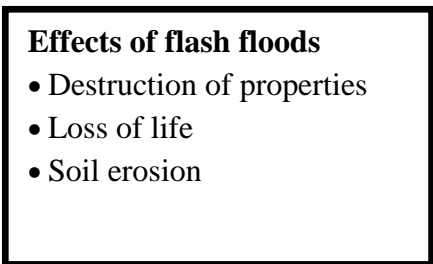 Effects of flash floods
• Destruction of properties
• Loss of life
• Soil erosion